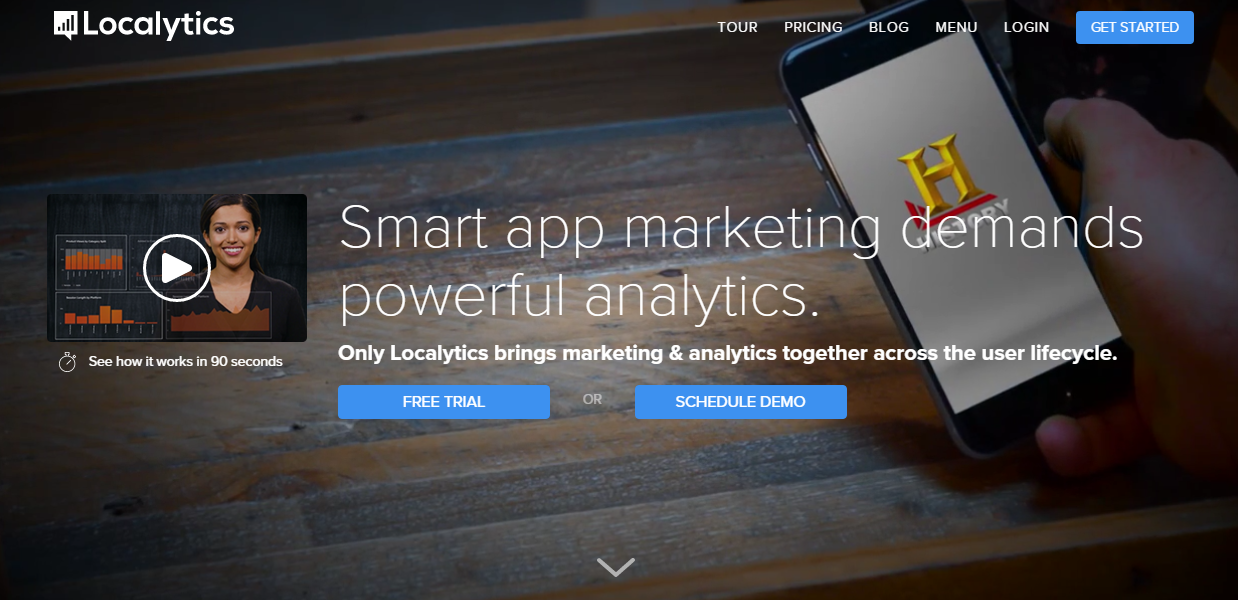 Localytics
TOUR PRICING BLOG MENU LOGIN GET STARTED
H
HISTORY
Smart app marketing demands
powerful analytics.
Only Localytics brings marketing & analytics together across the user lifecycle.
See how it works in 90 seconds
FREE TRIAL OR SCHEDULE DEMO